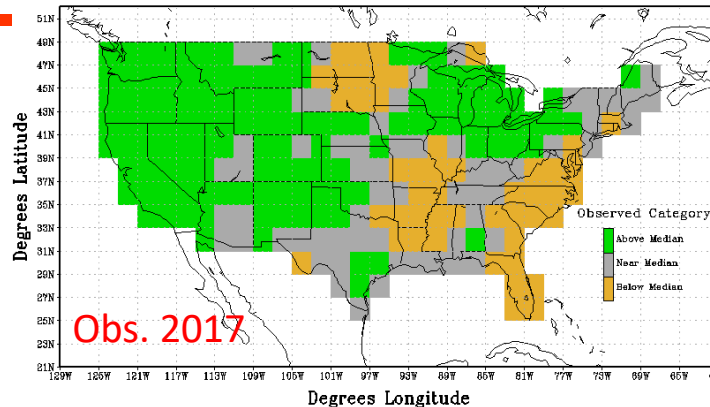 51N
49N
47N
45N
43N
41N
39N
37N
35N
33N
31N
29N
27N
25N
23N
21N
Degrees Latitude
Observed Category
Above Median
Near Median
Below Median
Obs. 2017
129W 125W 121W 117W 113W 109W 105W 101W 97W 93W 89W 85W 81W 77W 73W 69W 65W
Degrees Longitude